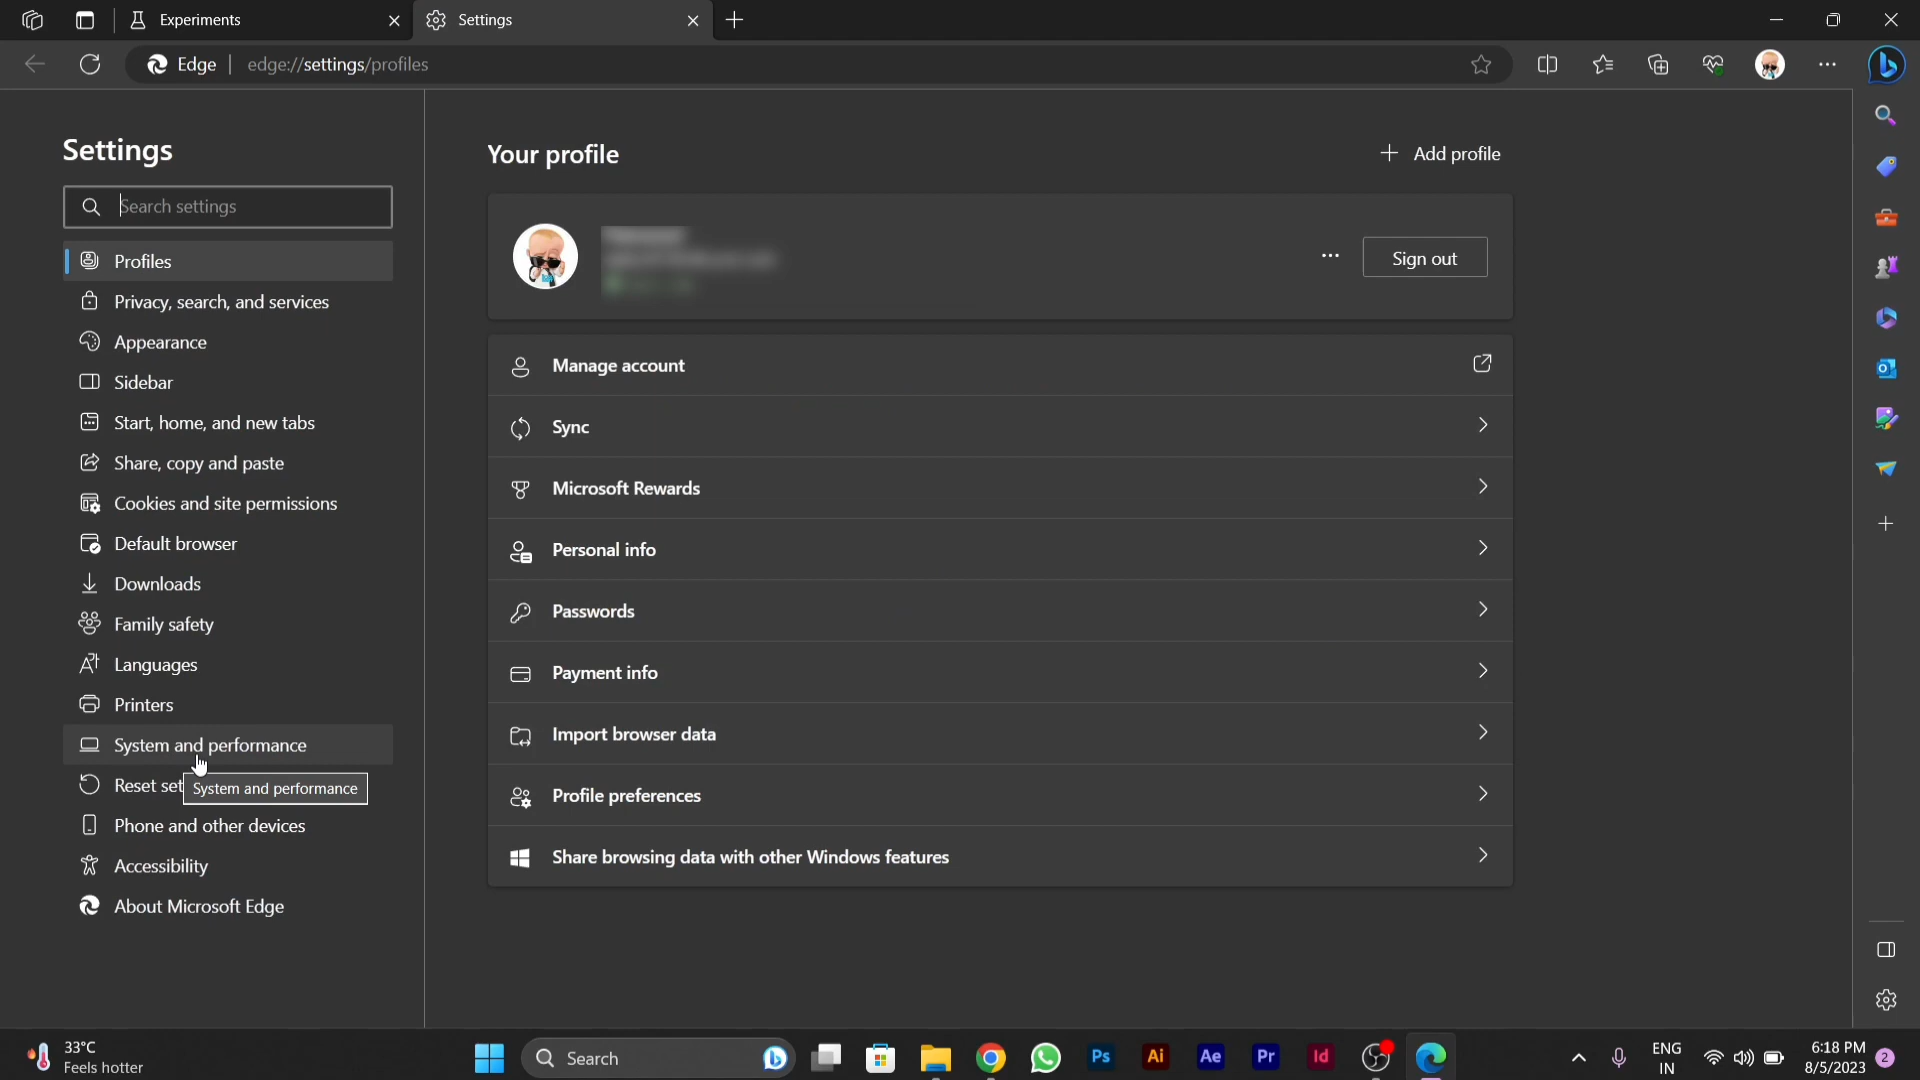 Experiments
Settings
Edge
edge://settings/profiles
Settings
Search settings
Profiles
Privacy, search, and services
Appearance
Sidebar
Start, home, and new tabs
Share, copy and paste
Cookies and site permissions
Default browser
Downloads
Family safety
Languages
Printers
System and performance
Reset set
System and performance
Phone and other devices
Accessibility
About Microsoft Edge
Your profile
Add profile
Sign out
Manage account
Sync
Microsoft Rewards
Personal info
Passwords
Payment info
Import browser data
Profile preferences
Share browsing data with other Windows features
33°C
Feels hotter
Search
Ps
Ai
Ae
Pr
Id
ENG
IN
6:18 PM
8/5/2023
2